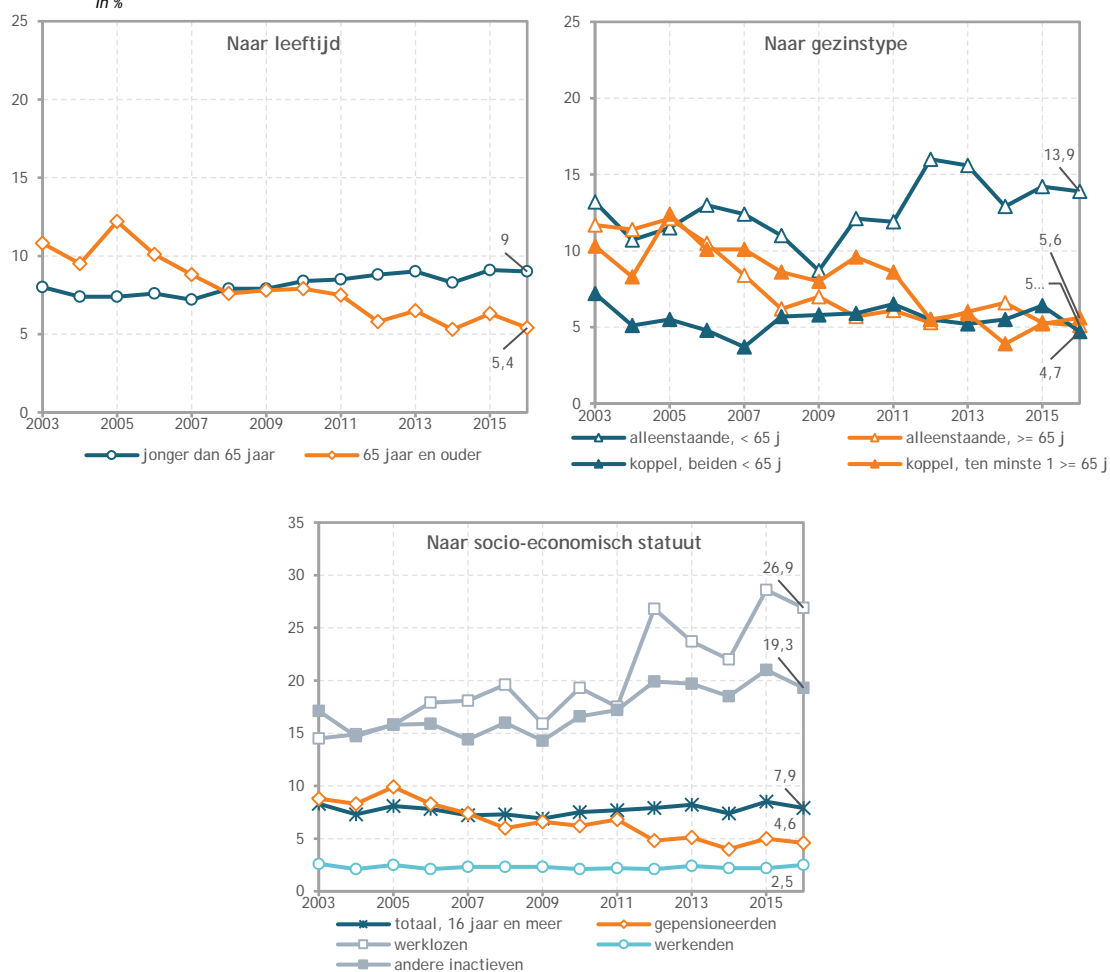 in %
Naar leeftijd
25
20
15
10
5
0
9
5,4
2003 2005 2007 2009 2011 2013 2015
jonger dan 65 jaar 65 jaar en ouder
Naar gezinstype
25
20
15
10
5
0
13,9
5,6
5...
4,7
2003 2005 2007 2009 2011 2013 2015
alleenstaande, < 65 j alleenstaande, >= 65 j
koppel, beiden < 65 j koppel, ten minste 1 >= 65 j
Naar socio-economisch statuut
35
30
25
20
15
10
5
0
26,9
19,3
7,9
4,6
2,5
2003 2005 2007 2009 2011 2013 2015
totaal, 16 jaar en meer gepensioneerden
werklozen werkenden
andere inactieven